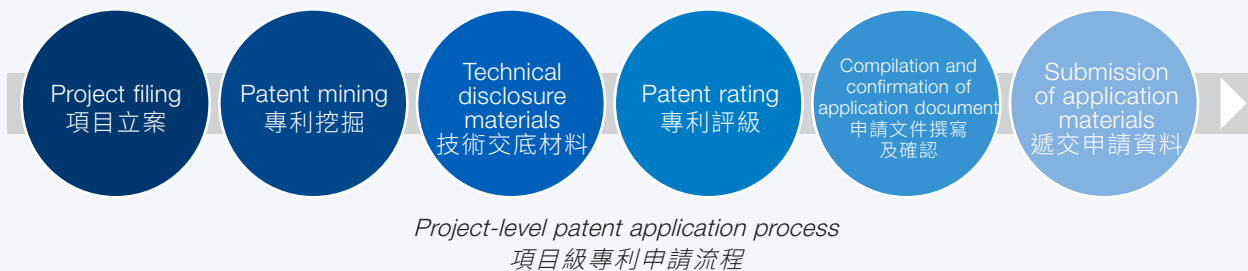 Project filing
項目立案
Patent mining
專利挖掘
Technical
disclosure
materials
技術交底材料
Patent rating
專利評級
Compilation and
confirmation of
application document
申請文件撰寫
及確認
Submission
of application
materials
遞交申請資料
Project-level patent application process
項目級專利申請流程